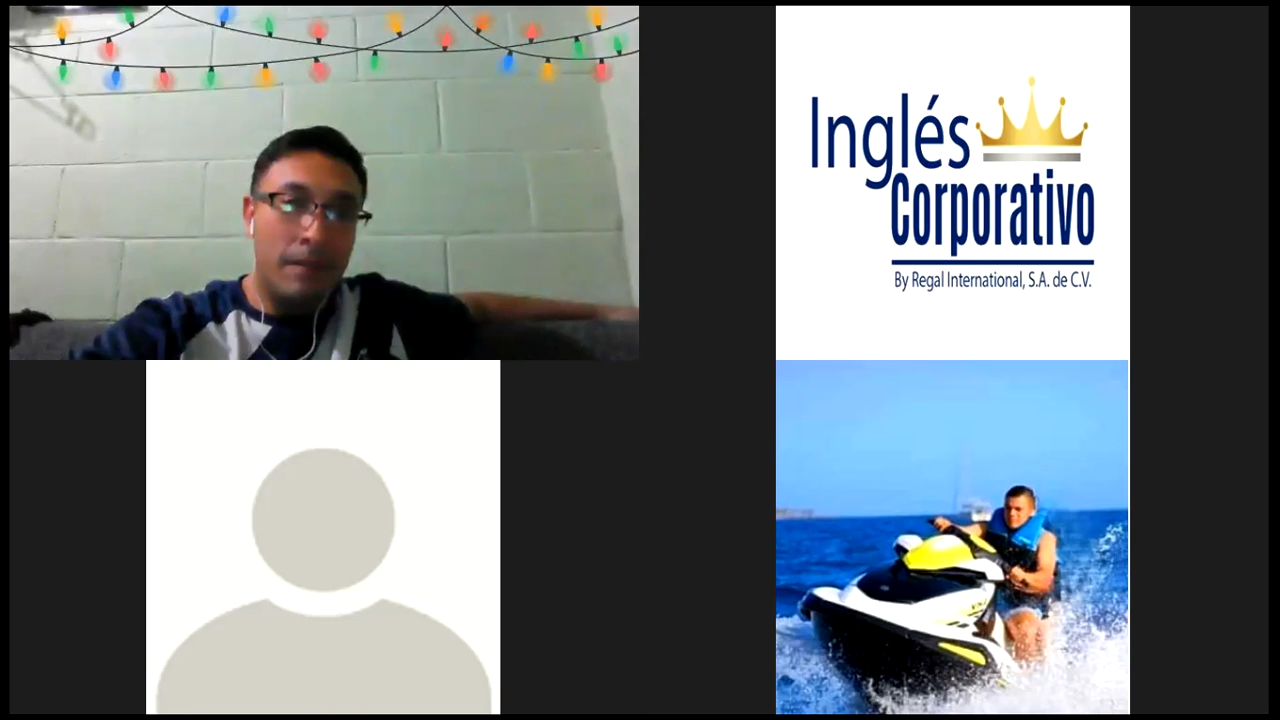 Inglés
Corporativo
By Regal International, S.A. de C.V.